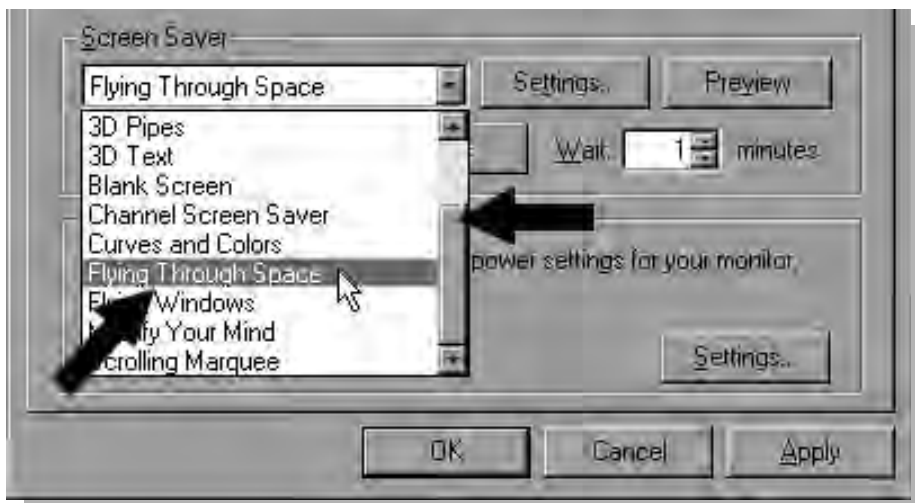 Screen Saver
Flying Through Space
Settings..
Preview
3D Pipes
3D Text
Wait:
1
minutes
Blank Screen
Channel Screen Saver
Curves and Colors
power settings for your monitor.
Flying Through Space
Windows
Your Mind
Scrolling Marquee
Settings..
OK
Cancel
Apply